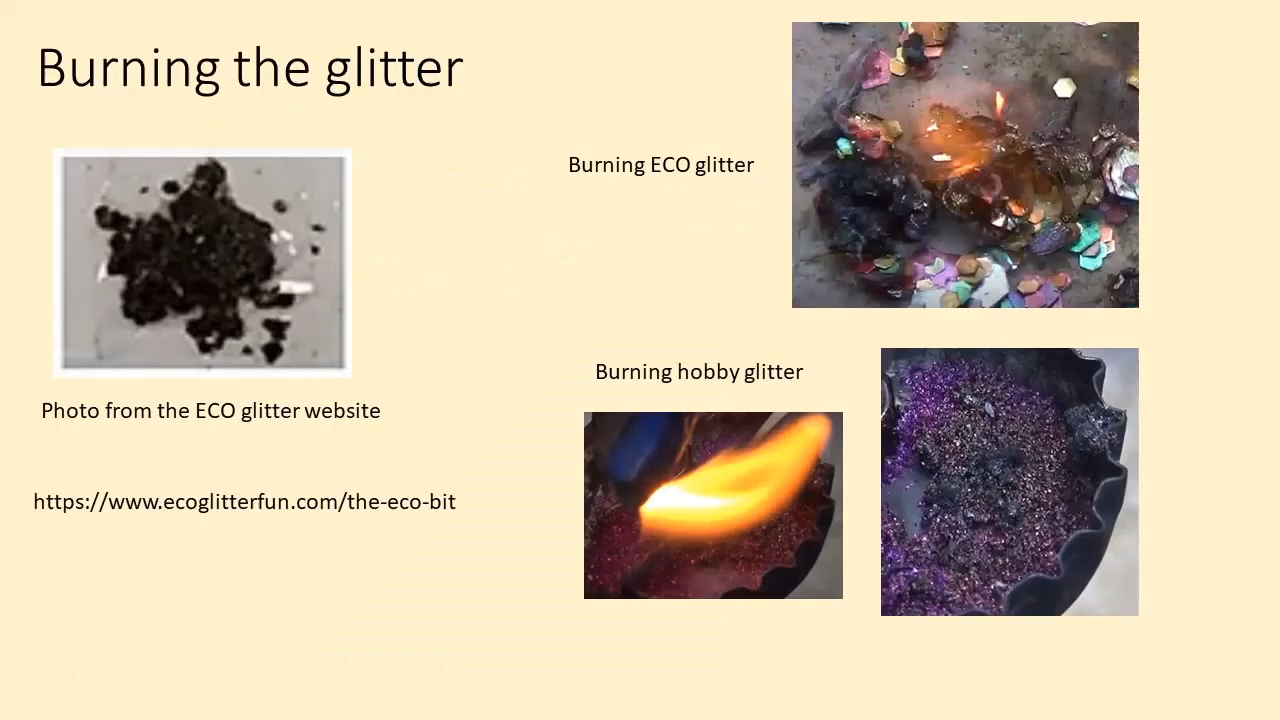 Burning the glitter
Burning ECO glitter
Photo from the ECO glitter website
https://www.ecoglitterfun.com/the-eco-bit
Burning hobby glitter